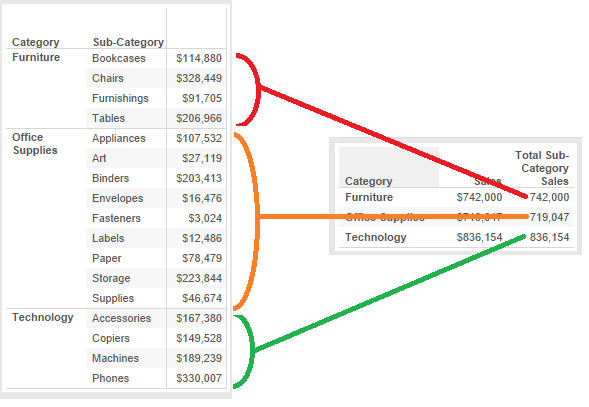 Category Sub-Category
Furniture Bookcases $114,880
Chairs $328,449
Furnishings $91,705
Tables $206,966
Office Supplies Appliances $107,532
Art $27,119
Binders $203,413
Envelopes $16,476
Fasteners $3,024
Labels $12,486
Paper $78,479
Storage $223,844
Supplies $46,674
Technology Accessories $167,380
Copiers $149,528
Machines $189,239
Phones $330,007
Total Sub-
Category
Category Sales Sales
Furniture $742,000 742,000
Office Supplies $719,047 719,047
Technology $836,154 836,154